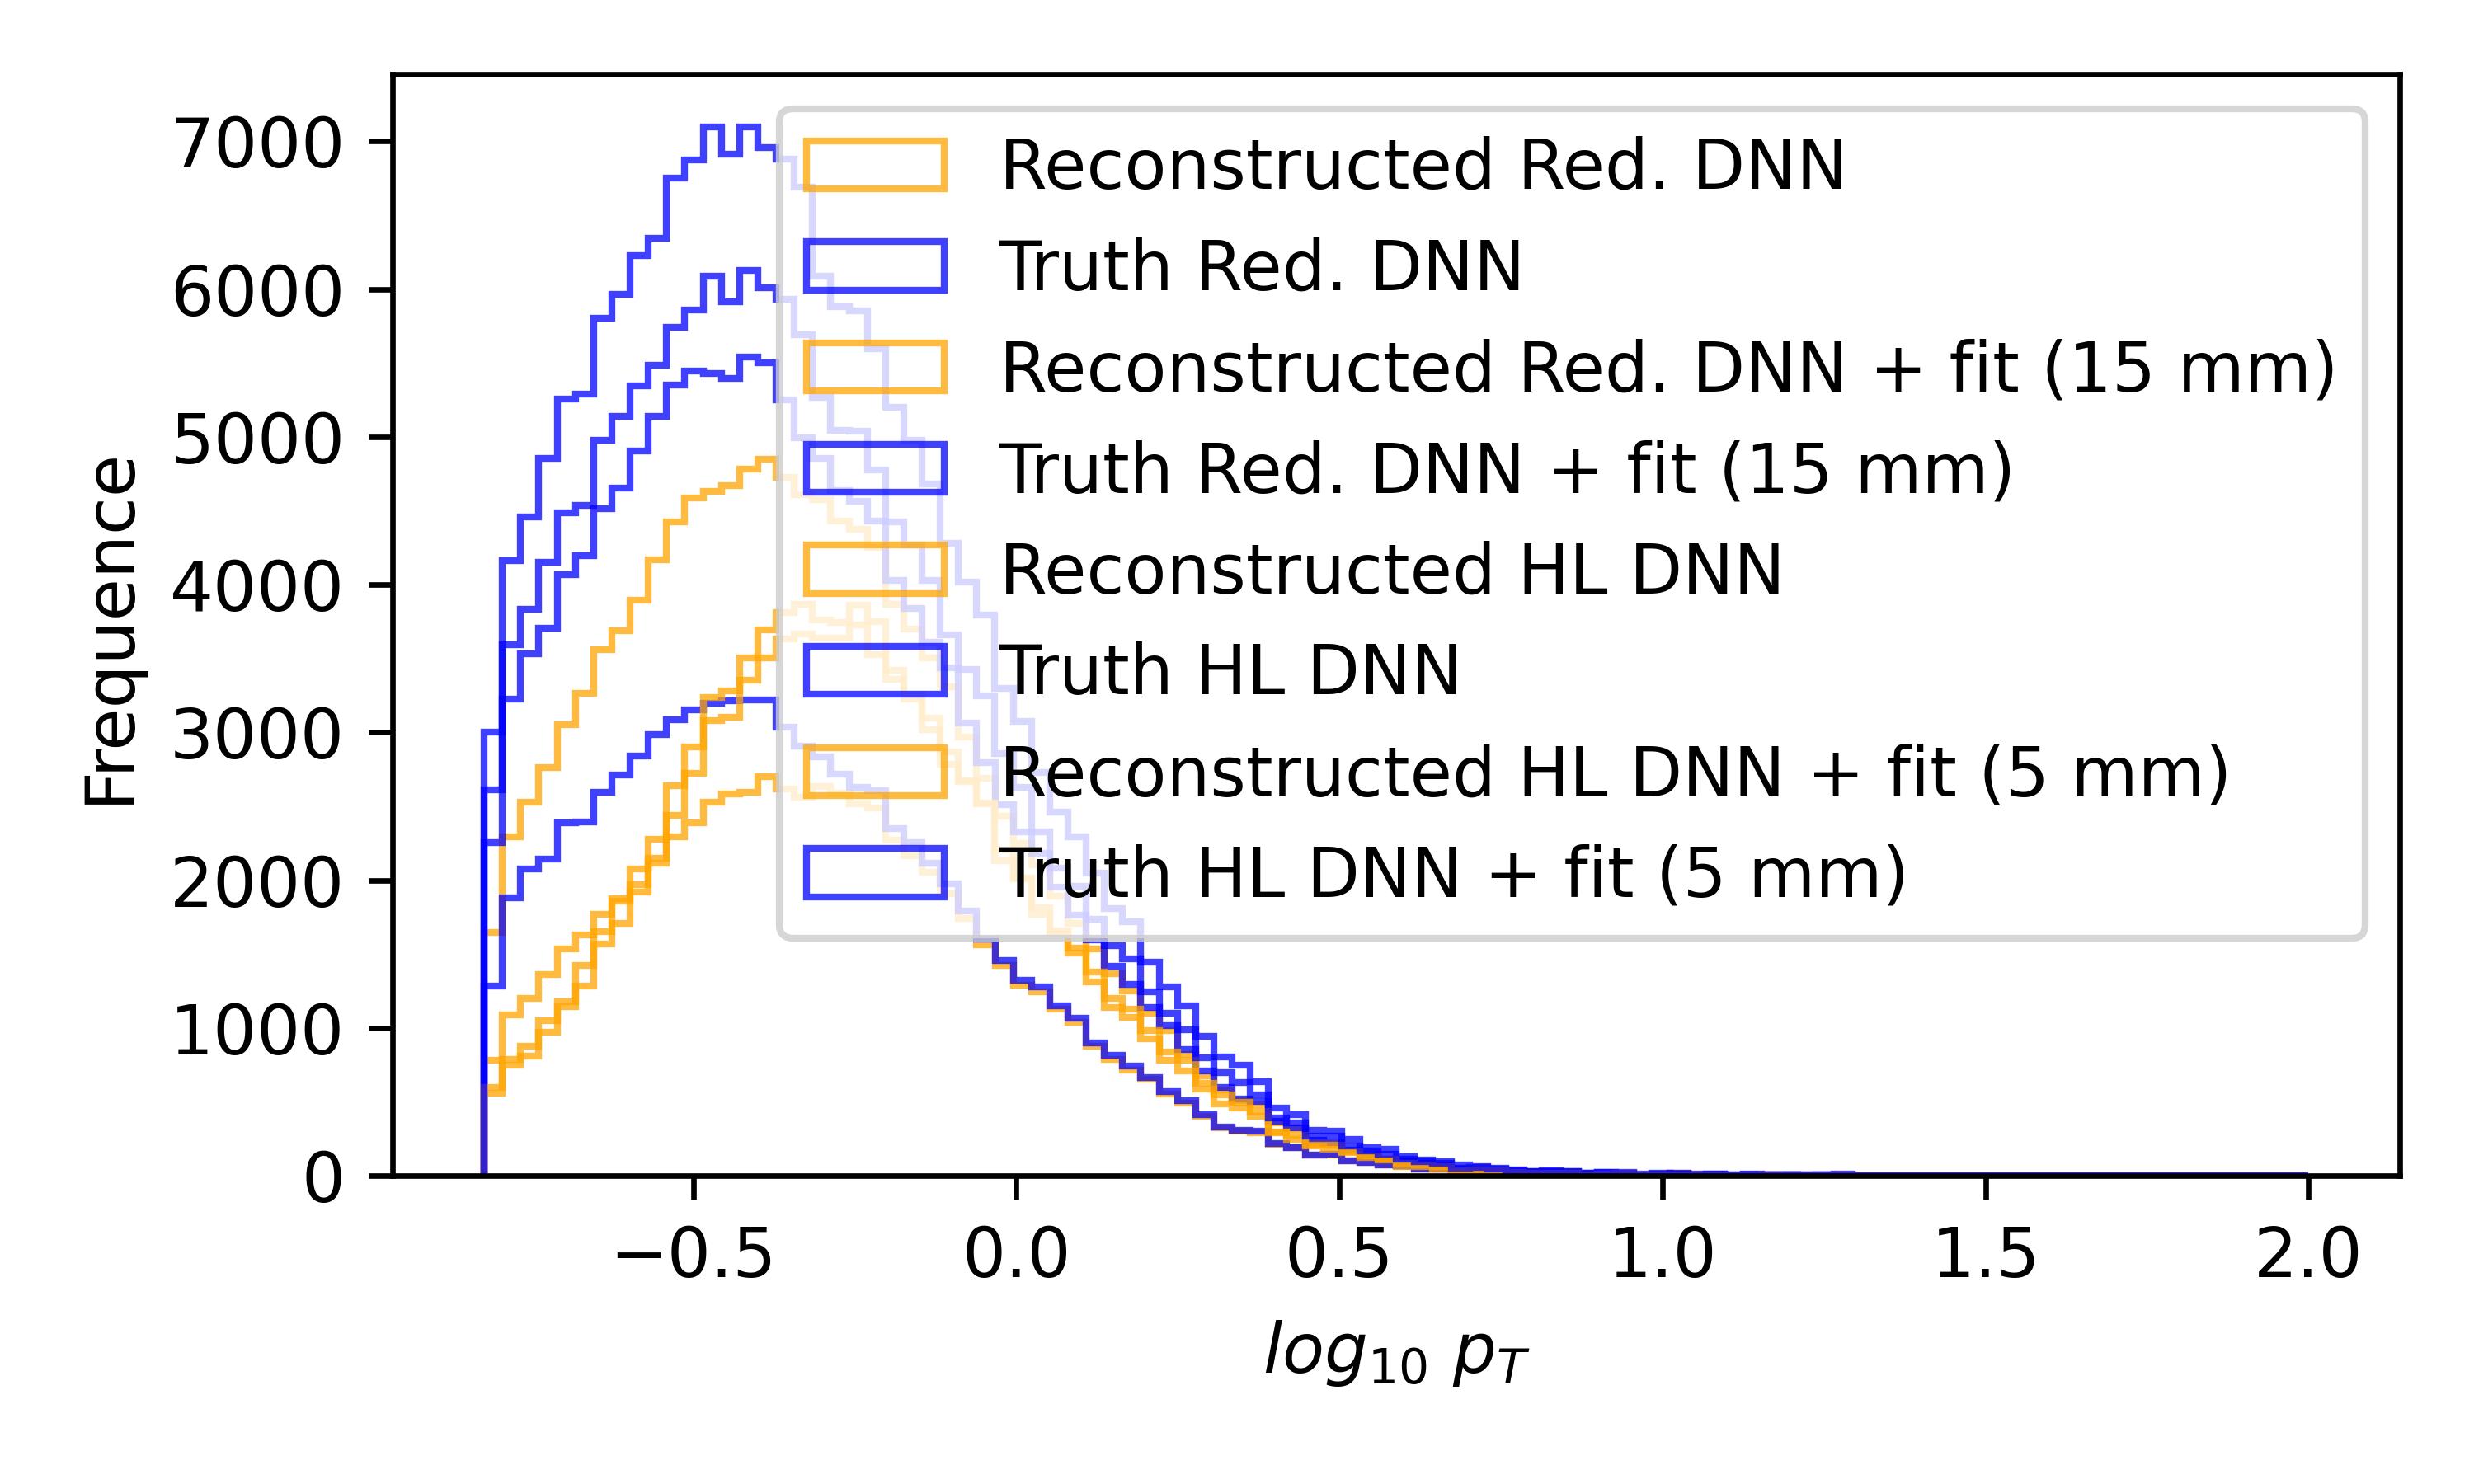 Reconstructed Red. DNN
Truth Red. DNN
Reconstructed Red. DNN + fit (15 mm)
Truth Red. DNN + fit (15 mm)
Reconstructed HL DNN
Truth HL DNN
Reconstructed HL DNN + fit (5 mm)
Truth HL DNN + fit (5 mm)
Frequence
7000
6000
5000
4000
3000
2000
1000
0
−0.5 0.0 0.5 1.0 1.5 2.0
log₁₀ p_T